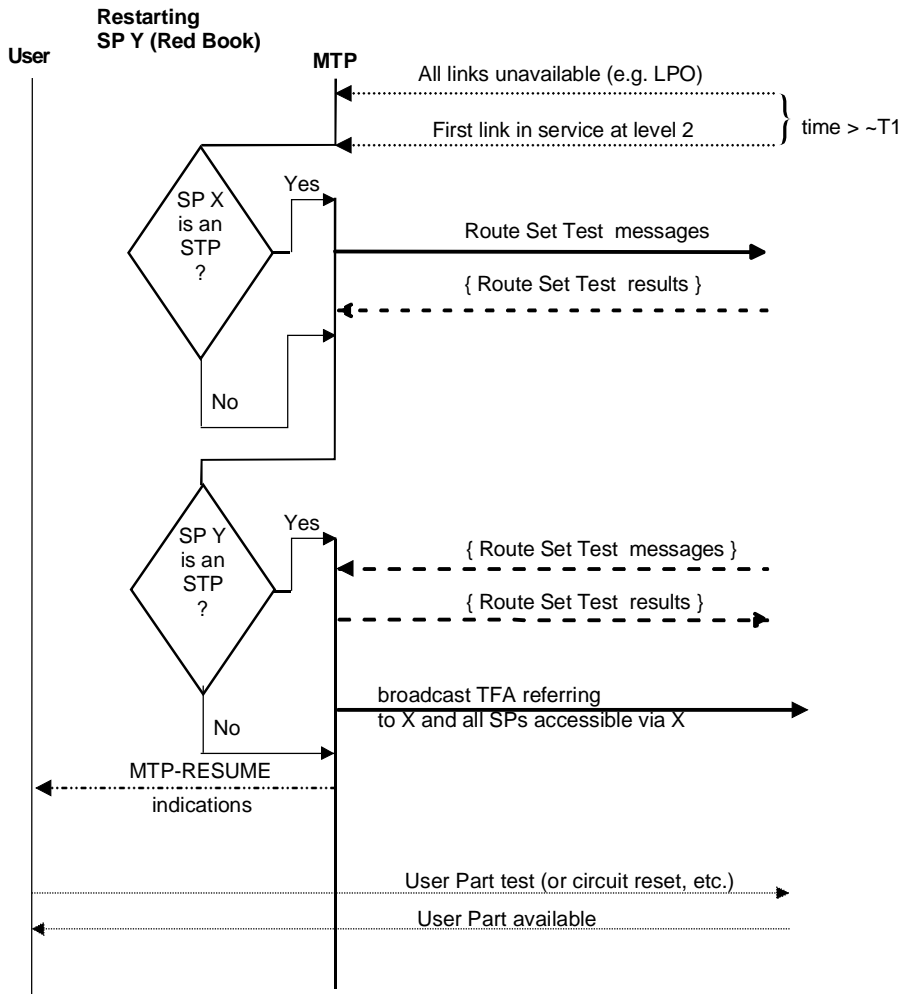 Restarting
SP Y (Red Book)
User
MTP
All links unavailable (e.g. LPO)
time > ~T1
First link in service at level 2
SP X
is an
STP
?
Yes
Route Set Test messages
{ Route Set Test results }
No
SP Y
is an
STP
?
Yes
{ Route Set Test messages }
{ Route Set Test results }
broadcast TFA referring
to X and all SPs accessible via X
No
MTP-RESUME
indications
User Part test (or circuit reset, etc.)
User Part available